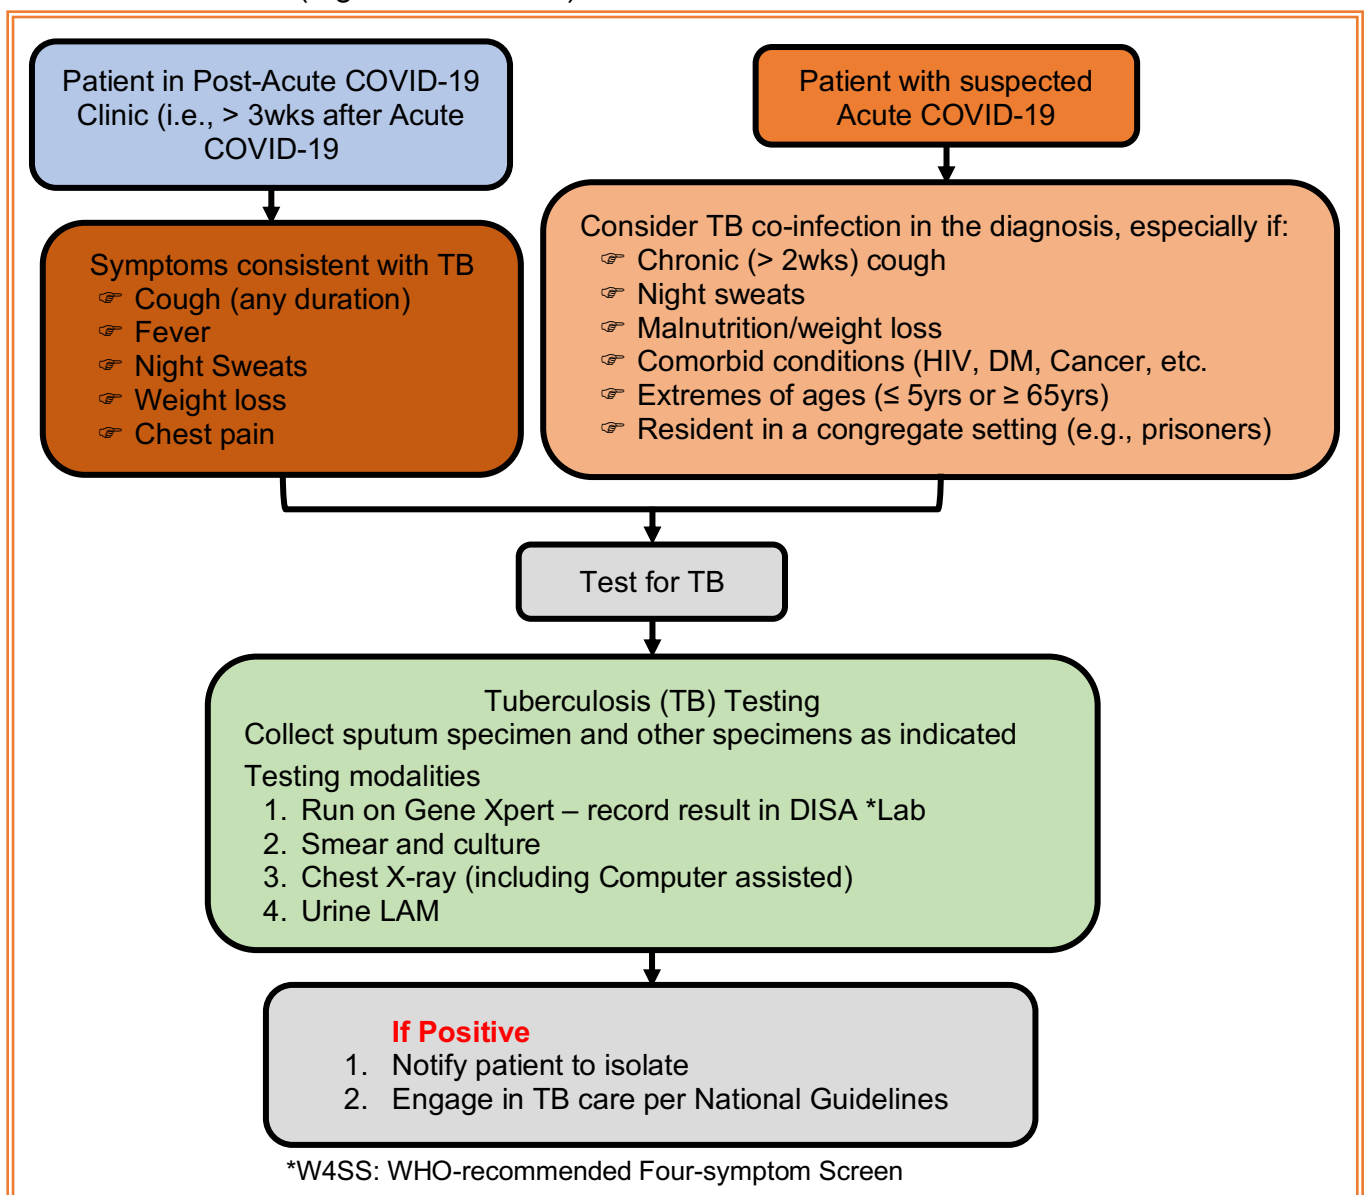 Patient in Post-Acute COVID-19
Clinic (i.e., > 3wks after Acute
COVID-19
Patient with suspected
Acute COVID-19
Symptoms consistent with TB
☞ Cough (any duration)
☞ Fever
☞ Night Sweats
☞ Weight loss
☞ Chest pain
Consider TB co-infection in the diagnosis, especially if:
☞ Chronic (> 2wks) cough
☞ Night sweats
☞ Malnutrition/weight loss
☞ Comorbid conditions (HIV, DM, Cancer, etc.
☞ Extremes of ages (≤ 5yrs or ≥ 65yrs)
☞ Resident in a congregate setting (e.g., prisoners)
Test for TB
Tuberculosis (TB) Testing
Collect sputum specimen and other specimens as indicated
Testing modalities
1. Run on Gene Xpert – record result in DISA *Lab
2. Smear and culture
3. Chest X-ray (including Computer assisted)
4. Urine LAM
If Positive
1. Notify patient to isolate
2. Engage in TB care per National Guidelines
*W4SS: WHO-recommended Four-symptom Screen